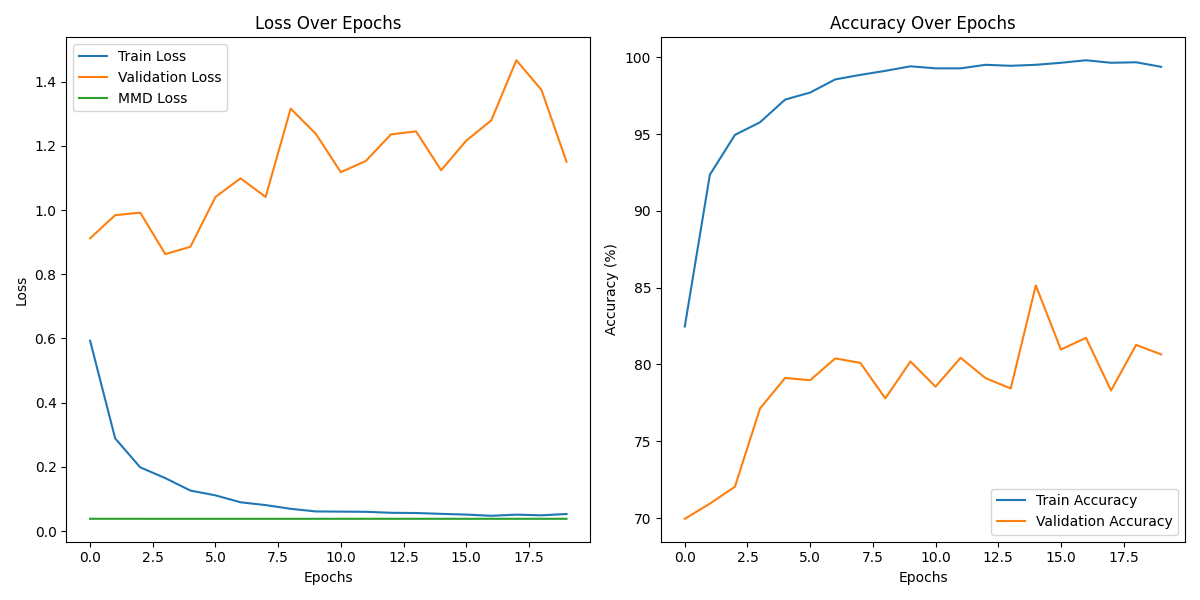 Loss Over Epochs
Train Loss
Validation Loss
MMD Loss
Loss
1.4
1.2
1.0
0.8
0.6
0.4
0.2
0.0
0.0 2.5 5.0 7.5 10.0 12.5 15.0 17.5
Epochs
Accuracy Over Epochs
Accuracy (%)
100
95
90
85
80
75
70
Train Accuracy
Validation Accuracy
0.0 2.5 5.0 7.5 10.0 12.5 15.0 17.5
Epochs